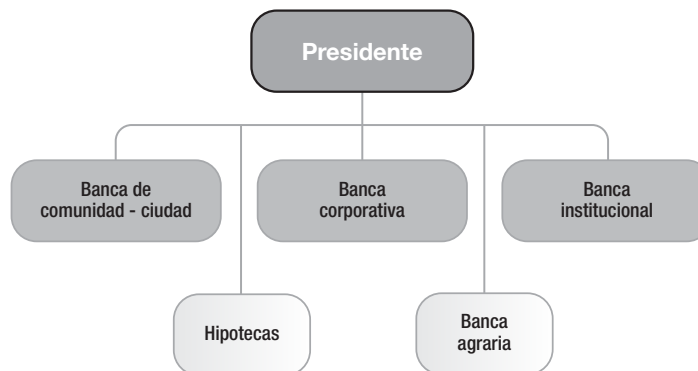 Presidente
Banca de
comunidad - ciudad
Banca
corporativa
Banca
institucional
Hipotecas
Banca
agraria